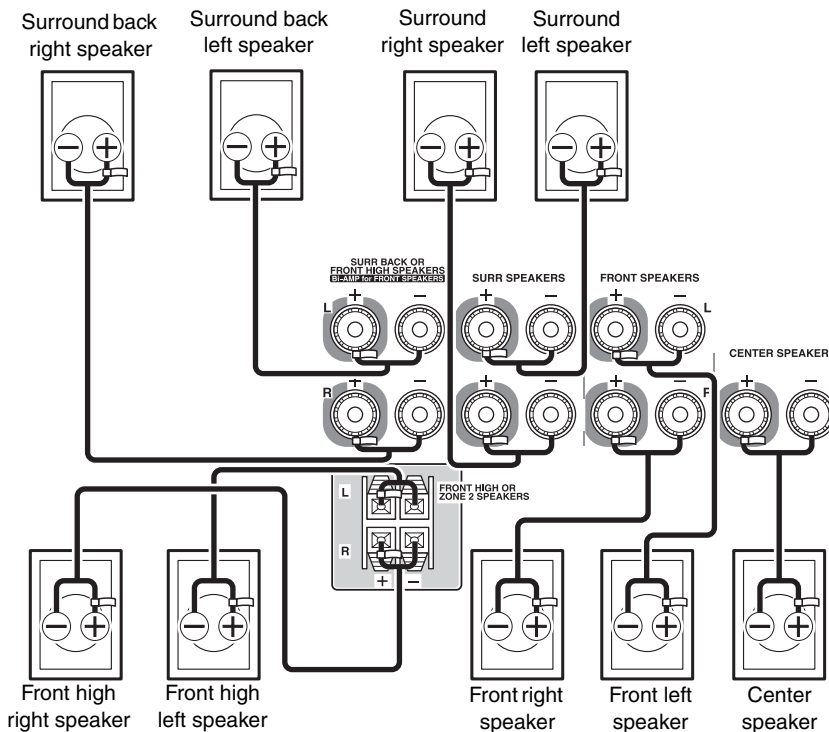 Surround back
right speaker
Surround back
left speaker
Surround
right speaker
Surround
left speaker
SURR BACK OR
FRONT HIGH SPEAKERS
BI-AMP for FRONT SPEAKERS
SURR SPEAKERS
FRONT SPEAKERS
CENTER SPEAKER
L
L
R
R
FRONT HIGH OR
ZONE 2 SPEAKERS
L
R
Front high
right speaker
Front high
left speaker
Front right
speaker
Front left
speaker
Center
speaker